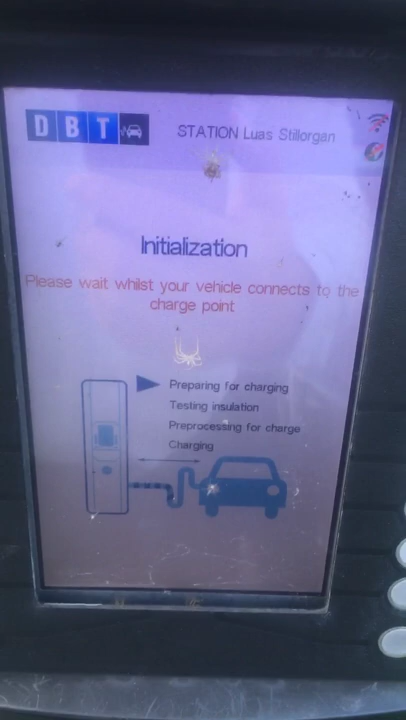 DBT
STATION Luas Stillorgan
Initialization
Please wait whilst your vehicle connects to the
charge point
Preparing for charging
Testing insulation
Preprocessing for charge
Charging